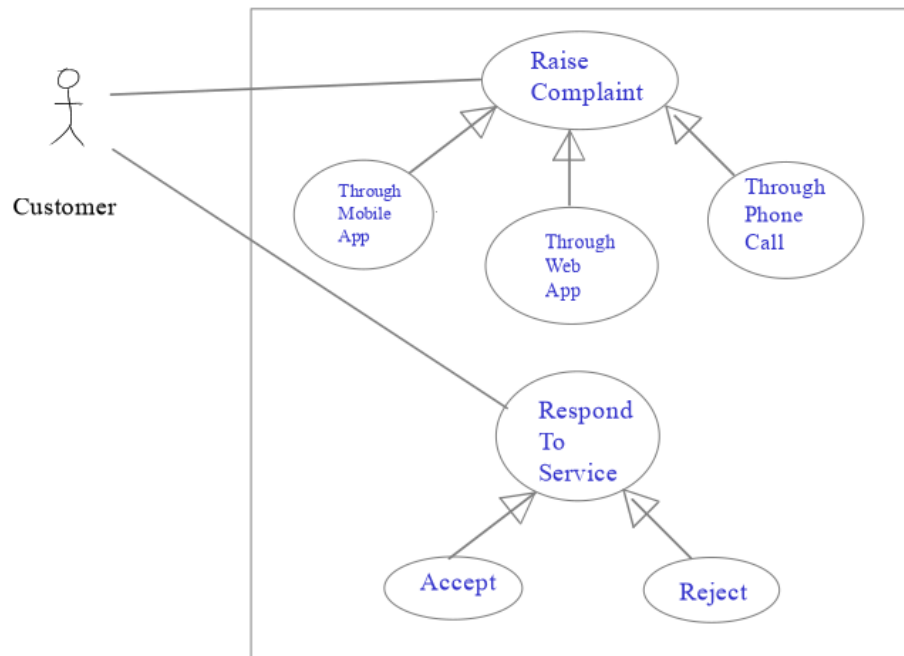 Raise
Complaint
Customer
Through
Mobile
App
Through
Web
App
Through
Phone
Call
Respond
To
Service
Accept
Reject